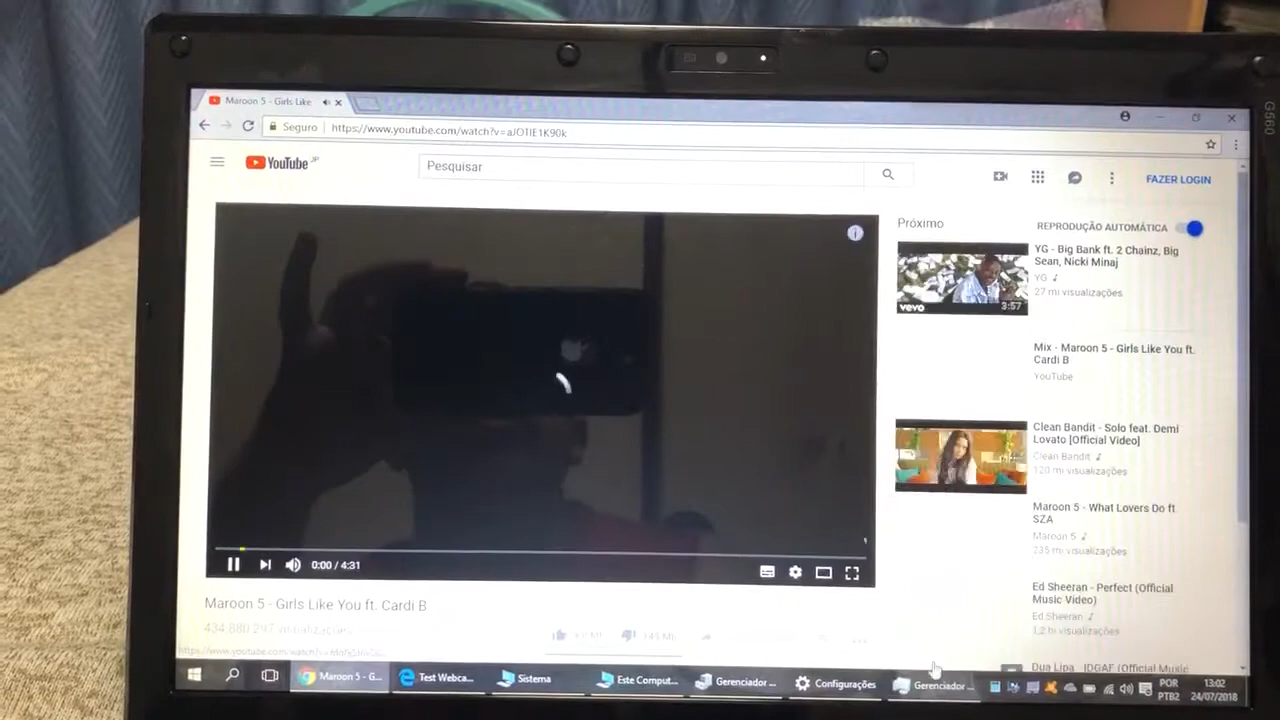 G560
Maroon 5 - Girls Like
Seguro
https://www.youtube.com/watch?v=aJOTlE1K90k
YouTube JP
Pesquisar
FAZER LOGIN
Próximo
REPRODUÇÃO AUTOMÁTICA
YG - Big Bank ft. 2 Chainz, Big
Sean, Nicki Minaj
YG
27 mi visualizações
vevo
3:57
Mix - Maroon 5 - Girls Like You ft.
Cardi B
YouTube
Clean Bandit - Solo feat. Demi
Lovato [Official Video]
Clean Bandit
120 mi visualizações
Maroon 5 - What Lovers Do ft.
SZA
Maroon 5
235 mi visualizações
Ed Sheeran - Perfect (Official
Music Video)
Ed Sheeran
1,2 bi visualizações
Dua Lipa - IDGAF (Official Music
0:00 / 4:31
Maroon 5 - Girls Like You ft. Cardi B
434.880.297 visualizações
Maroon 5 - G...
Test Webca...
Sistema
Este Comput...
Gerenciador ...
Configurações
Gerenciador ...
POR
PTB2
13:02
24/07/2018